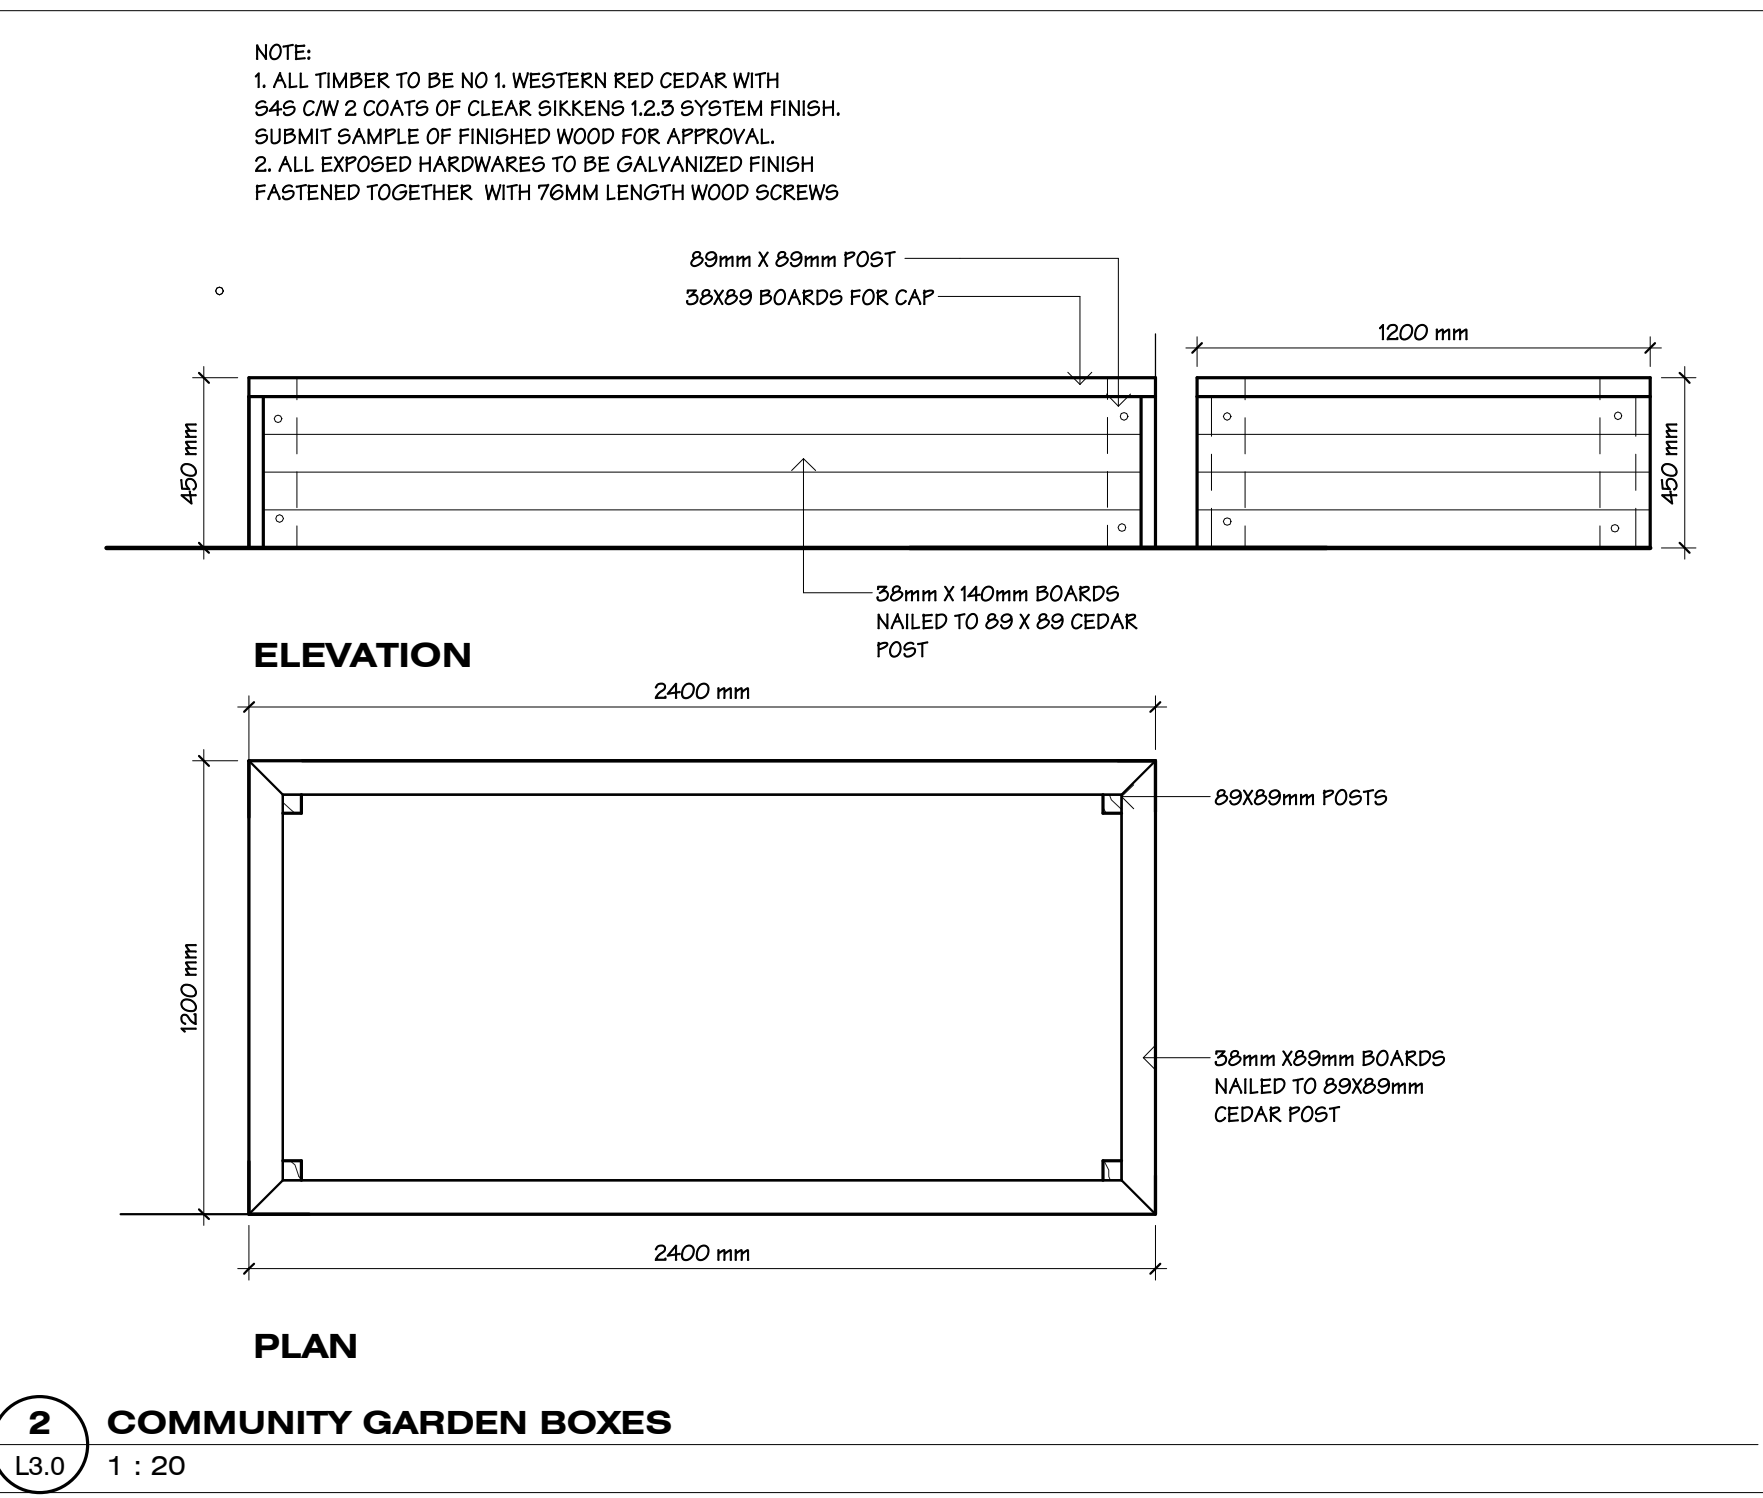 NOTE:
1. ALL TIMBER TO BE NO 1. WESTERN RED CEDAR WITH
S4S C/W 2 COATS OF CLEAR SIKKENS 1.2.3 SYSTEM FINISH.
SUBMIT SAMPLE OF FINISHED WOOD FOR APPROVAL.
2. ALL EXPOSED HARDWARES TO BE GALVANIZED FINISH
FASTENED TOGETHER WITH 76MM LENGTH WOOD SCREWS
89mm X 89mm POST
38X89 BOARDS FOR CAP
1200 mm
450 mm
450 mm
38mm X 140mm BOARDS
NAILED TO 89 X 89 CEDAR
POST
ELEVATION
2400 mm
89X89mm POSTS
1200 mm
38mm X89mm BOARDS
NAILED TO 89X89mm
CEDAR POST
2400 mm
PLAN
2
COMMUNITY GARDEN BOXES
L3.0
1 : 20